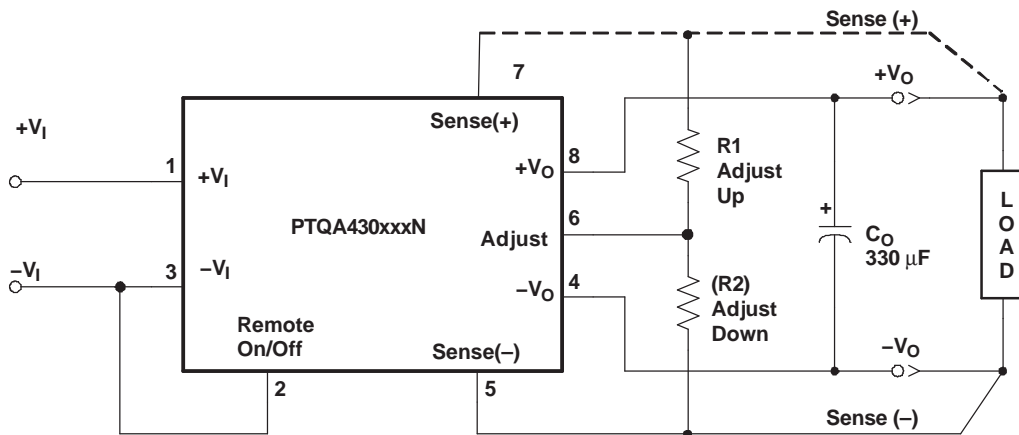 Sense (+)
7
+VO
+VI
Sense(+)
8
R1
Adjust
Up
1
+VI
+VO
LOAD
PTQA430xxxN
6
Adjust
+
CO
330 μF
–VI
3
–VI
4
–VO
(R2)
Adjust
Down
Remote
On/Off
Sense(–)
–VO
2
5
Sense (–)